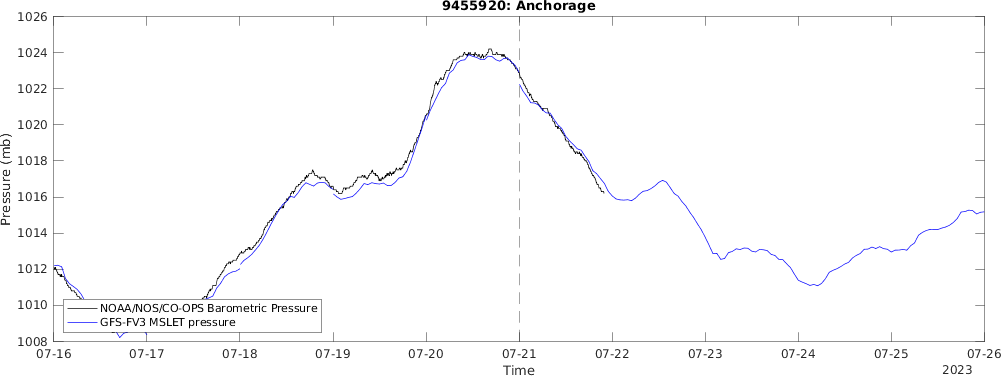 9455920: Anchorage
Pressure (mb)
1026
1024
1022
1020
1018
1016
1014
1012
1010
1008
NOAA/NOS/CO-OPS Barometric Pressure
GFS-FV3 MSLET pressure
07-16 07-17 07-18 07-19 07-20 07-21 07-22 07-23 07-24 07-25 07-26
Time
2023